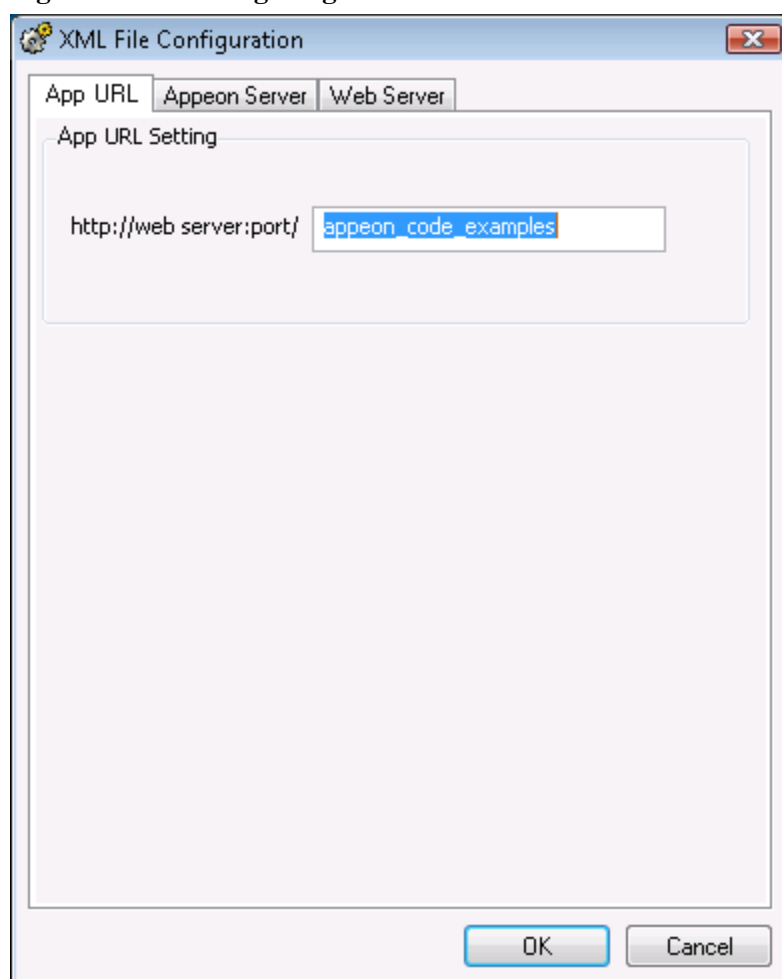 XML File Configuration
App URL Appeon Server Web Server
App URL Setting
http://web server:port/ appeon_code_examples
OK Cancel